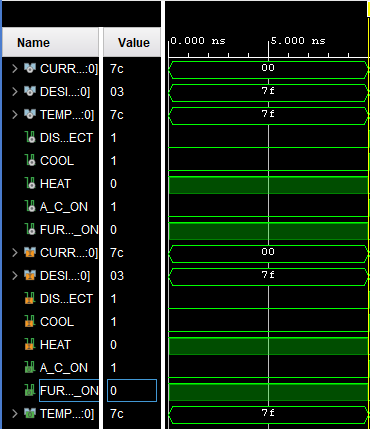 Name Value 0.000 ns 5.000 ns
CURR...:0] 7c 00
DESI...:0] 03 7f
TEMP...:0] 7c 7f
DIS...ECT 1
COOL 1
HEAT 0
A_C_ON 1
FUR..._ON 0
CURR...:0] 7c 00
DESI...:0] 03 7f
DIS...ECT 1
COOL 1
HEAT 0
A_C_ON 1
FUR..._ON 0
TEMP...:0] 7c 7f